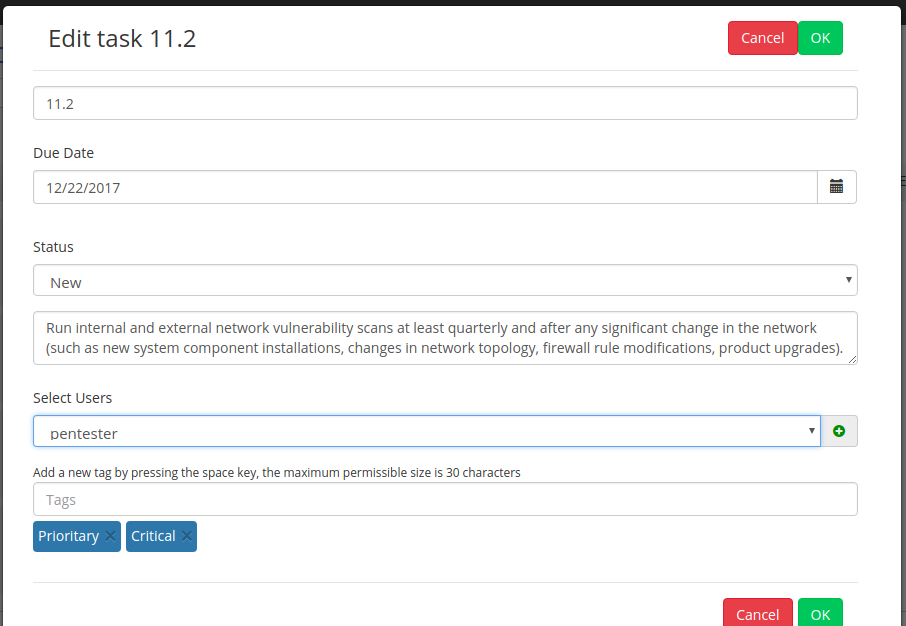 Edit task 11.2
Cancel OK
11.2
Due Date
12/22/2017
Status
New
Run internal and external network vulnerability scans at least quarterly and after any significant change in the network
(such as new system component installations, changes in network topology, firewall rule modifications, product upgrades).
Select Users
pentester
Add a new tag by pressing the space key, the maximum permissible size is 30 characters
Tags
Prioritary × Critical ×
Cancel OK